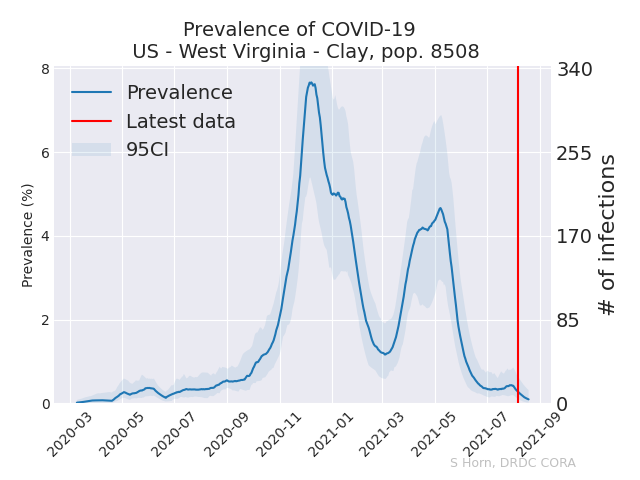 Prevalence of COVID-19
US - West Virginia - Clay, pop. 8508
Prevalence
Latest data
95CI
Prevalence (%)
8
6
4
2
0
340
255
170
85
0
# of infections
2020-03
2020-05
2020-07
2020-09
2020-11
2021-01
2021-03
2021-05
2021-07
2021-09
S Horn, DRDC CORA